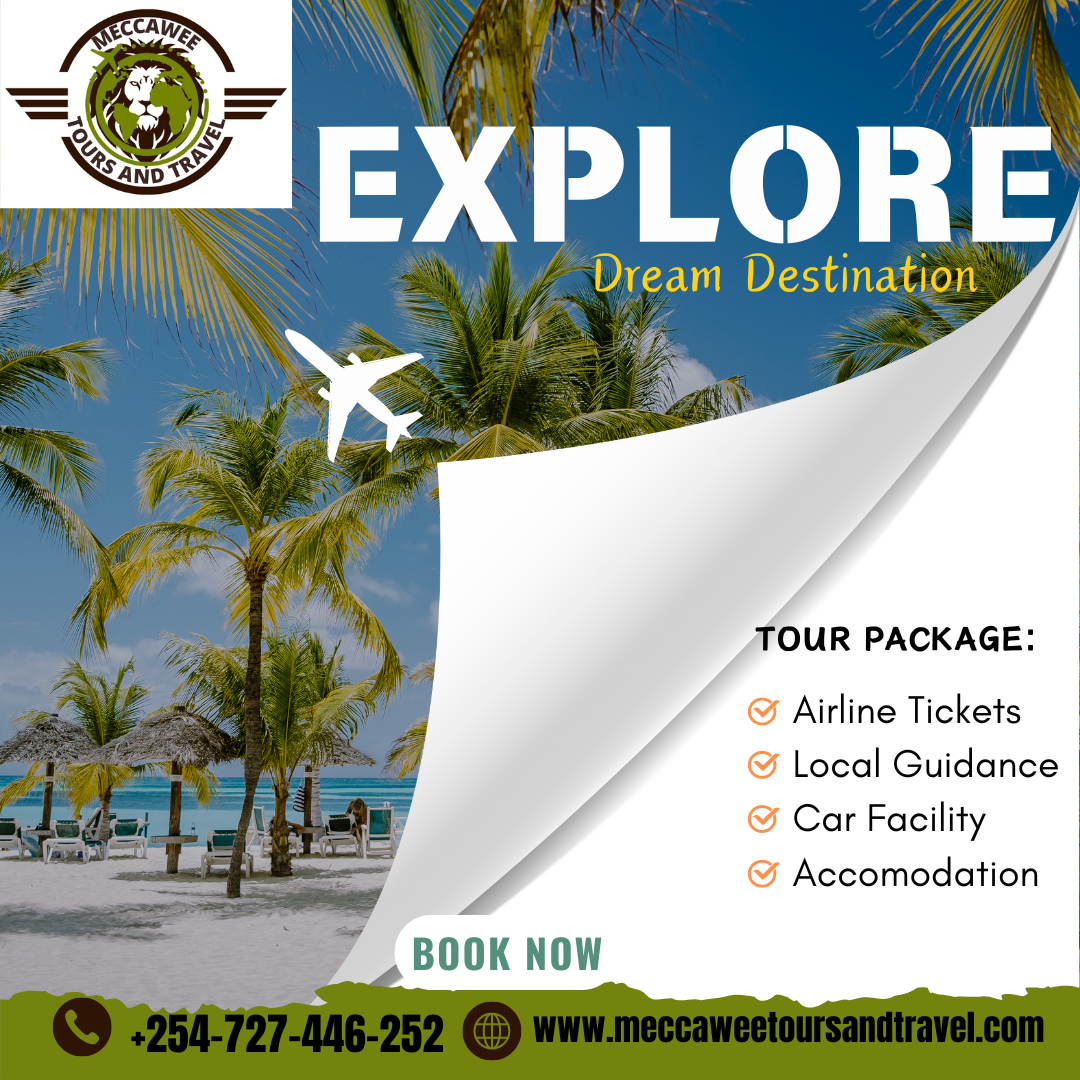 MECCAWEE
TOURS AND TRAVEL
EXPLORE
Dream Destination
TOUR PACKAGE:
Airline Tickets
Local Guidance
Car Facility
Accomodation
BOOK NOW
+254-727-446-252
www.meccaweetoursandtravel.com